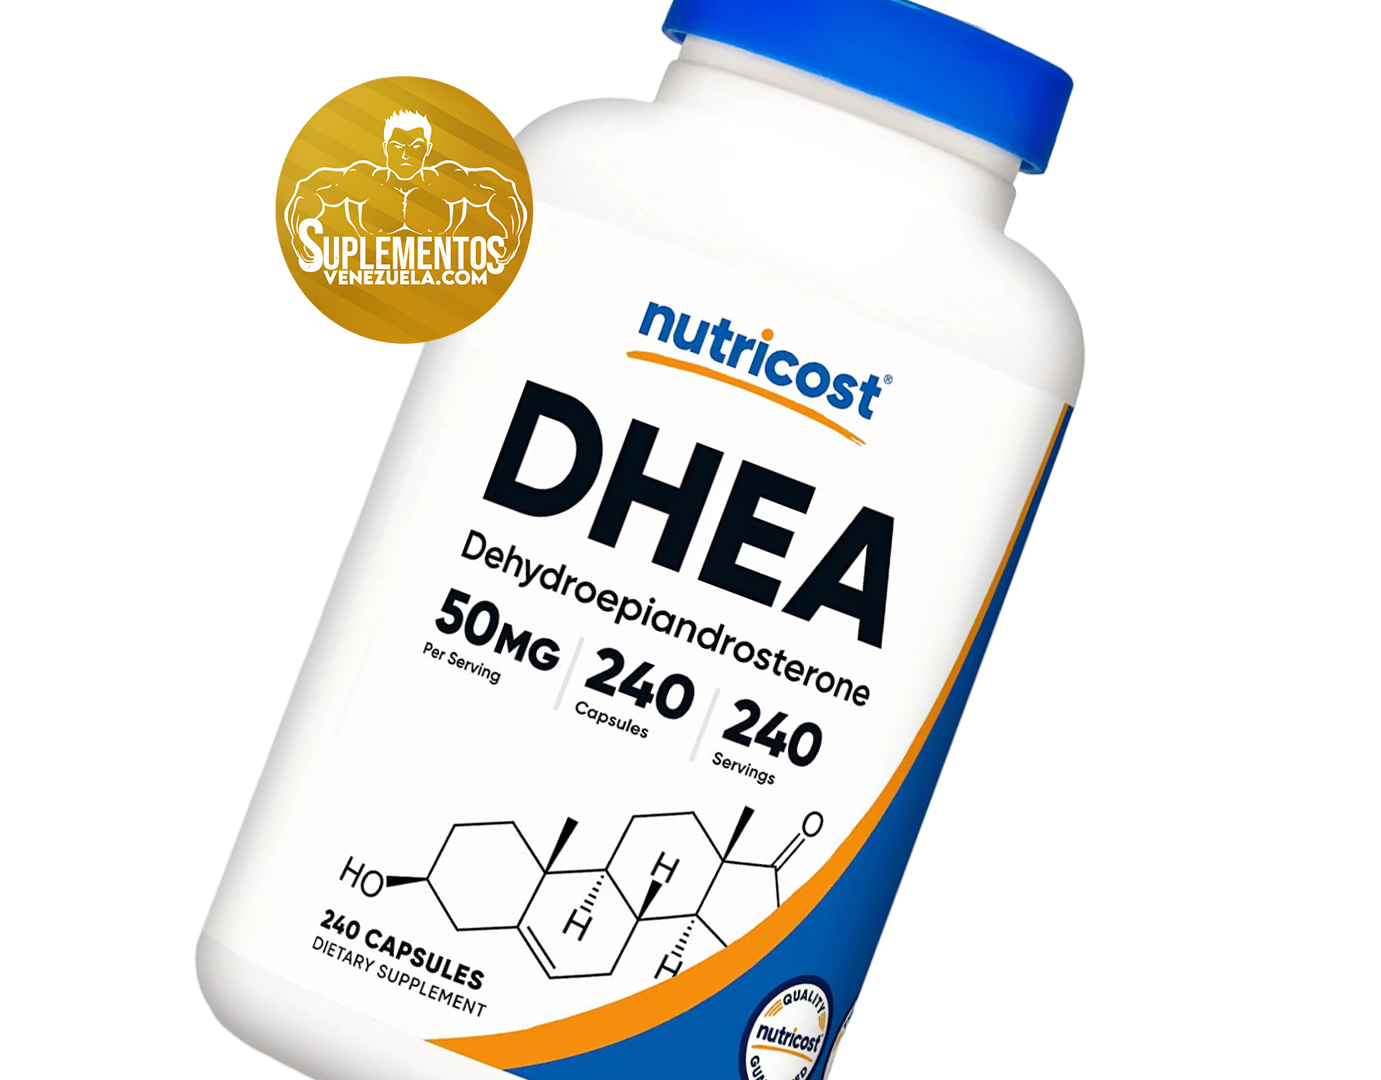 SUPLEMENTOS
VENEZUELA.COM
nutricost®
DHEA
Dehydroepiandrosterone
50MG
Per Serving
240
Capsules
240
Servings
HO
H
H
H
O
240 CAPSULES
DIETARY SUPPLEMENT
QUALITY
nutricost